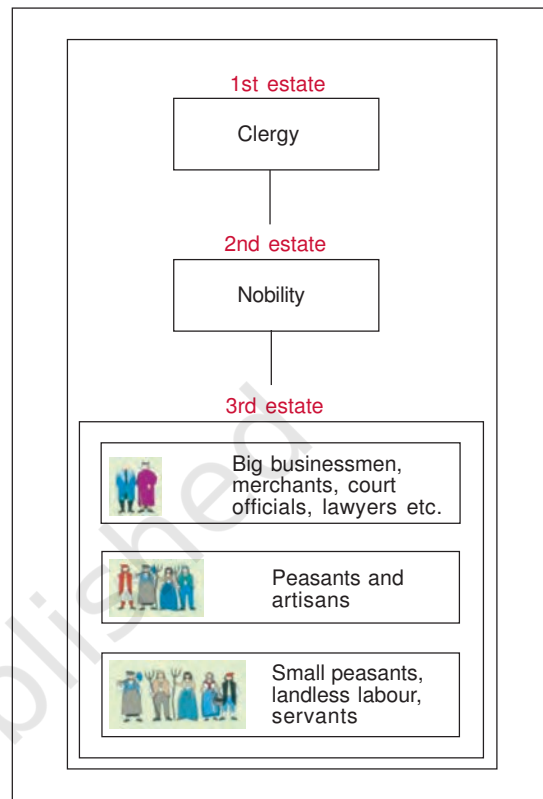 1st estate
Clergy
2nd estate
Nobility
3rd estate
Big businessmen,
merchants, court
officials, lawyers etc.
Peasants and
artisans
Small peasants,
landless labour,
servants
blished